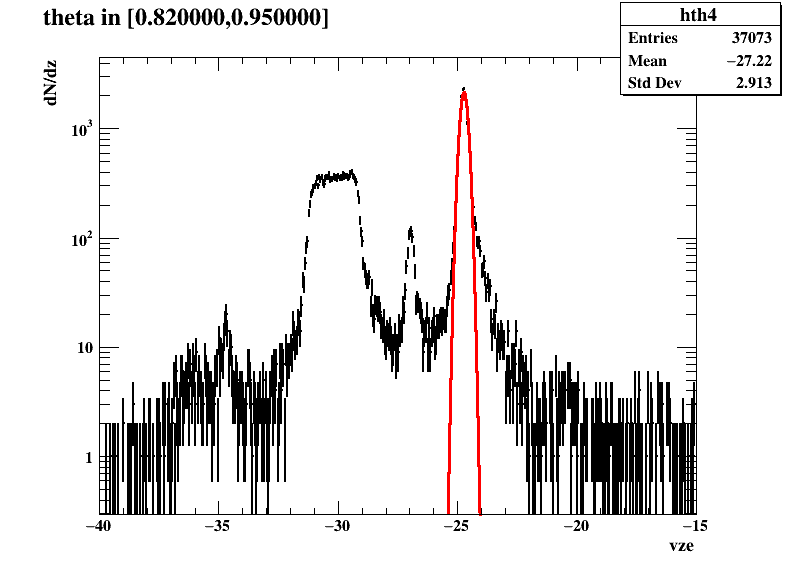 theta in [0.820000,0.950000]
hth4
Entries 37073
Mean −27.22
Std Dev 2.913
dN/dz
10³
10²
10
1
−40 −35 −30 −25 −20 −15
vze